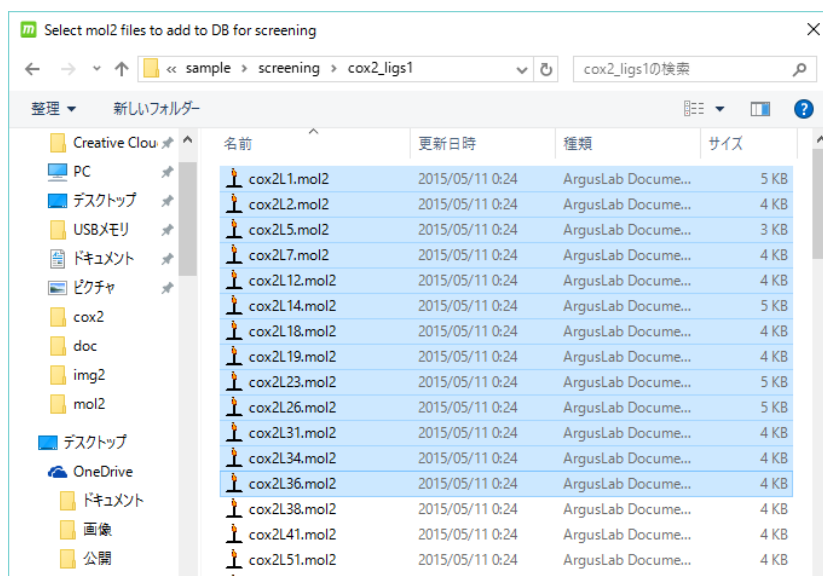 Select mol2 files to add to DB for screening
« sample › screening › cox2_ligs1
cox2_ligs1の検索
整理 新しいフォルダー
名前 更新日時 種類 サイズ
Creative Clou
PC
デスクトップ
USBメモリ
ドキュメント
ピクチャ
cox2
doc
img2
mol2
デスクトップ
OneDrive
ドキュメント
画像
公開
cox2L1.mol2 2015/05/11 0:24 ArgusLab Docume... 5 KB
cox2L2.mol2 2015/05/11 0:24 ArgusLab Docume... 4 KB
cox2L5.mol2 2015/05/11 0:24 ArgusLab Docume... 3 KB
cox2L7.mol2 2015/05/11 0:24 ArgusLab Docume... 4 KB
cox2L12.mol2 2015/05/11 0:24 ArgusLab Docume... 4 KB
cox2L14.mol2 2015/05/11 0:24 ArgusLab Docume... 5 KB
cox2L18.mol2 2015/05/11 0:24 ArgusLab Docume... 4 KB
cox2L19.mol2 2015/05/11 0:24 ArgusLab Docume... 4 KB
cox2L23.mol2 2015/05/11 0:24 ArgusLab Docume... 5 KB
cox2L26.mol2 2015/05/11 0:24 ArgusLab Docume... 5 KB
cox2L31.mol2 2015/05/11 0:24 ArgusLab Docume... 4 KB
cox2L34.mol2 2015/05/11 0:24 ArgusLab Docume... 4 KB
cox2L36.mol2 2015/05/11 0:24 ArgusLab Docume... 4 KB
cox2L38.mol2 2015/05/11 0:24 ArgusLab Docume... 4 KB
cox2L41.mol2 2015/05/11 0:24 ArgusLab Docume... 4 KB
cox2L51.mol2 2015/05/11 0:24 ArgusLab Docume... 4 KB